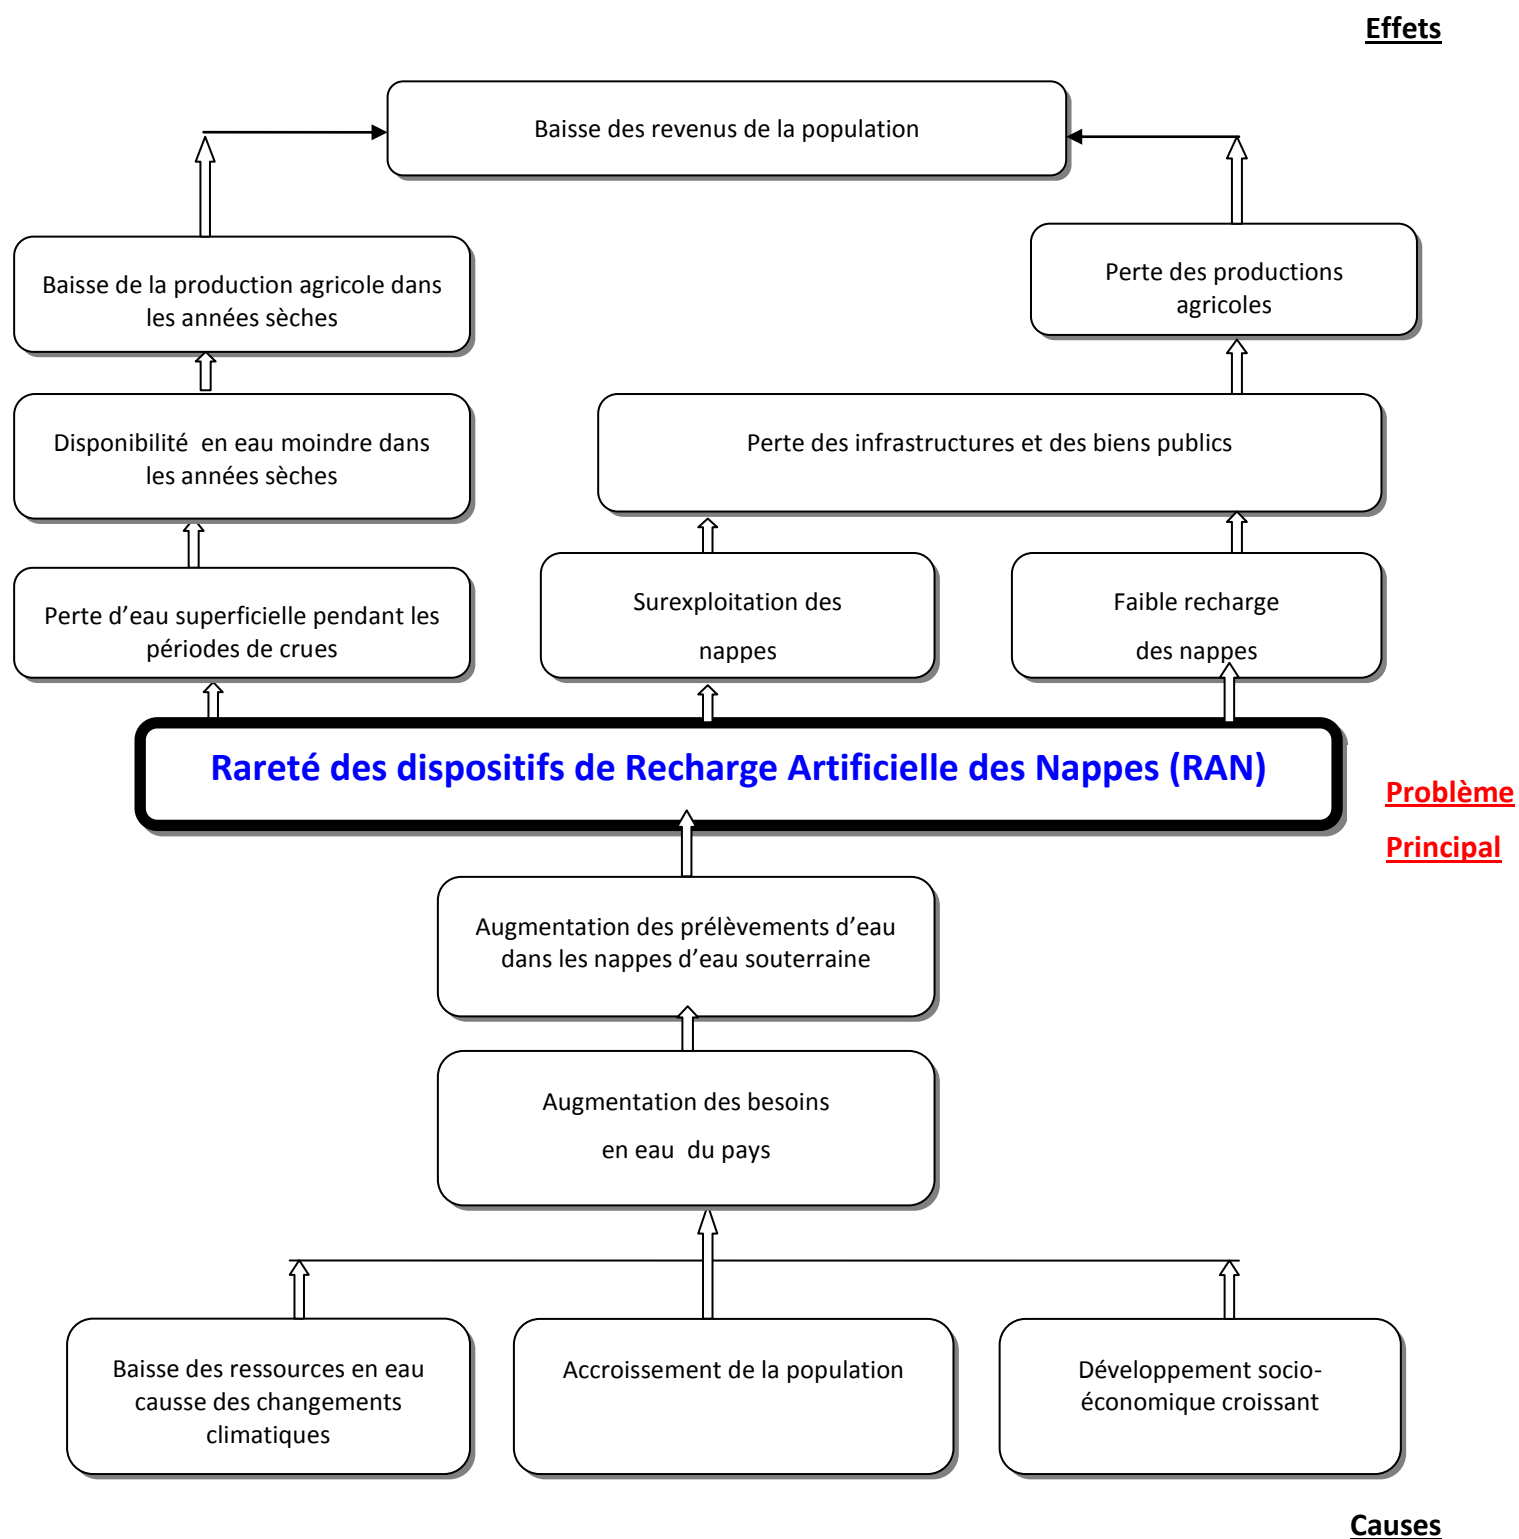 Effets
Baisse des revenus de la population
Baisse de la production agricole dans
les années sèches
Perte des productions
agricoles
Disponibilité  en eau moindre dans
les années sèches
Perte des infrastructures et des biens publics
Perte d’eau superficielle pendant les
périodes de crues
Surexploitation des
nappes
Faible recharge
des nappes
Rareté des dispositifs de Recharge Artificielle des Nappes (RAN)
Problème
Principal
Augmentation des prélèvements d’eau
dans les nappes d’eau souterraine
Augmentation des besoins
en eau  du pays
Baisse des ressources en eau
causse des changements
climatiques
Accroissement de la population
Développement socio-
économique croissant
Causes